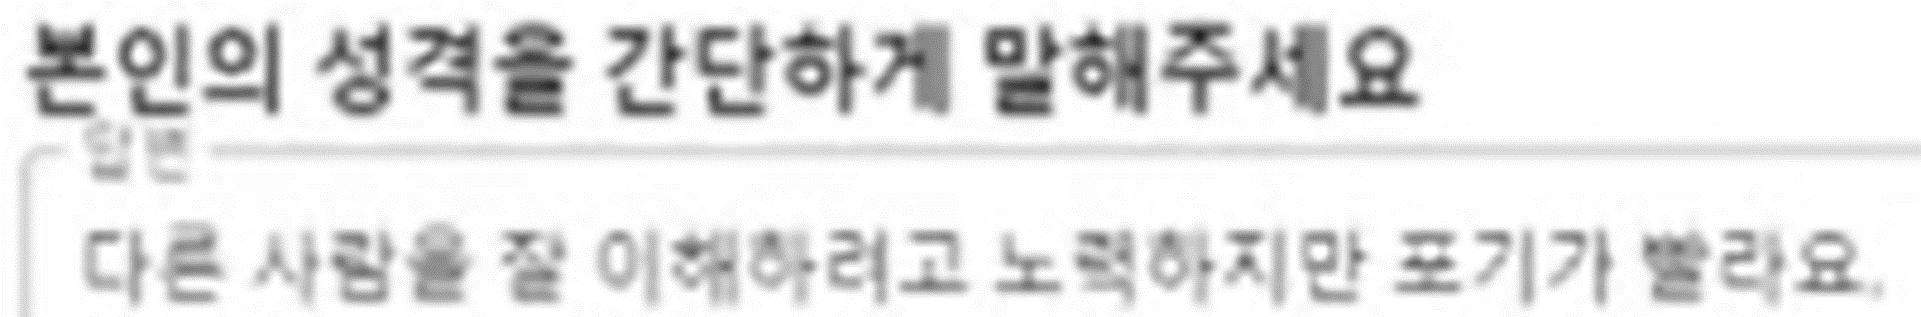 본인의 성격을 간단하게 말해주세요
답변
다른 사람을 잘 이해하려고 노력하지만 포기가 빨라요.